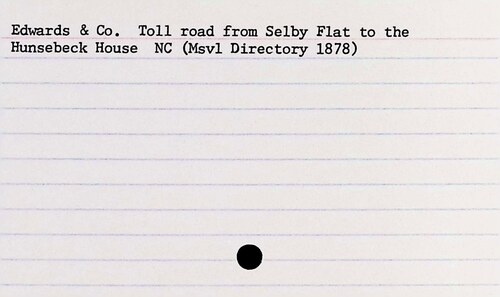 Edwards & Co.  Toll road from Selby Flat to the
Hunsebeck House  NC (Msvl Directory 1878)